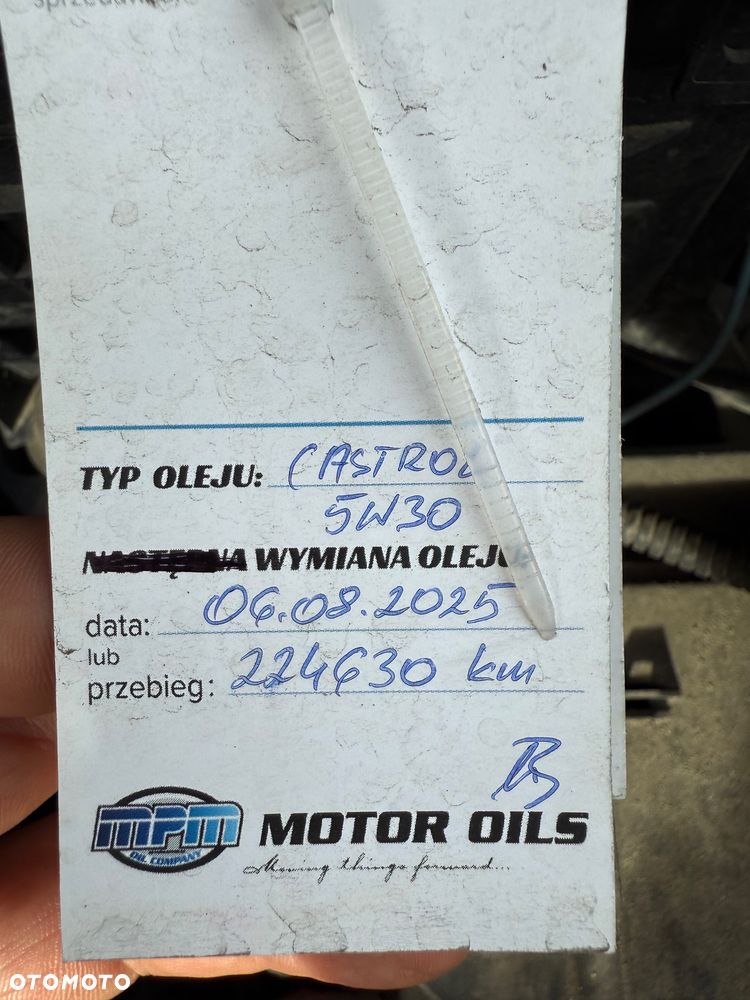 TYP OLEJU: CASTROL
5W30
NASTĘPNA WYMIANA OLEJU:
data: 06.08.2025
lub
przebieg: 224630 km
MPM
OIL COMPANY
MOTOR OILS
Moving things forward...
OTOMOTO